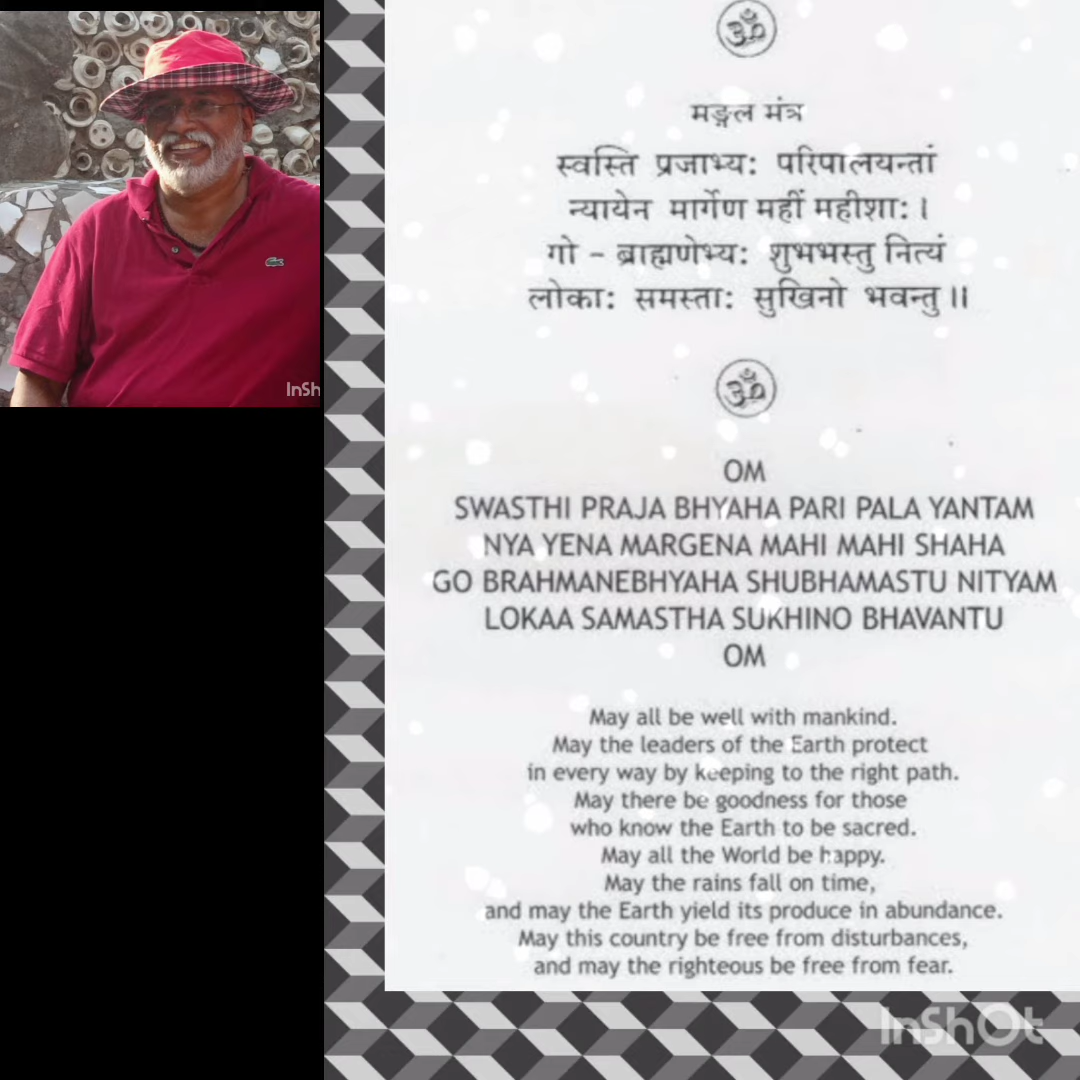 ॐ
मङ्गल मंत्र
स्वस्ति प्रजाभ्य: परिपालयन्तां
न्यायेन मार्गेण महीं महीशा: ।
गो - ब्राह्मणेभ्य: शुभभस्तु नित्यं
लोका: समस्ता: सुखिनो भवन्तु ।।
ॐ
OM
SWASTHI PRAJA BHYAHA PARI PALA YANTAM
NYA YENA MARGENA MAHI MAHI SHAHA
GO BRAHMANEBHYAHA SHUBHAMASTU NITYAM
LOKAA SAMASTHA SUKHINO BHAVANTU
OM
May all be well with mankind.
May the leaders of the Earth protect
in every way by keeping to the right path.
May there be goodness for those
who know the Earth to be sacred.
May all the World be happy.
May the rains fall on time,
and may the Earth yield its produce in abundance.
May this country be free from disturbances,
and may the righteous be free from fear.
InSh
InShOt